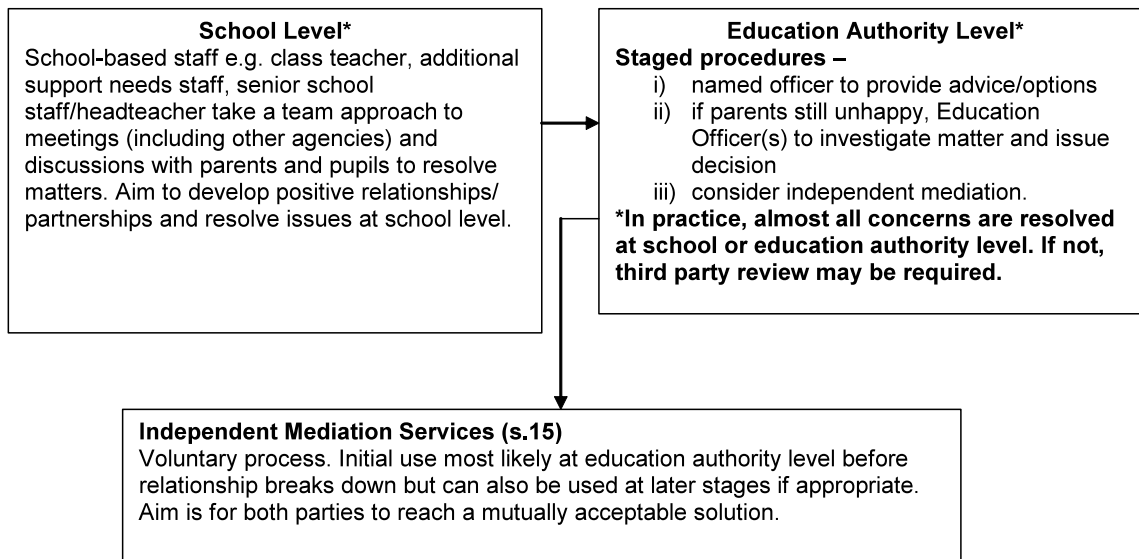 School Level*
School-based staff e.g. class teacher, additional
support needs staff, senior school
staff/headteacher take a team approach to
meetings (including other agencies) and
discussions with parents and pupils to resolve
matters. Aim to develop positive relationships/
partnerships and resolve issues at school level.
Education Authority Level*
Staged procedures –
i) named officer to provide advice/options
ii) if parents still unhappy, Education
Officer(s) to investigate matter and issue
decision
iii) consider independent mediation.
*In practice, almost all concerns are resolved
at school or education authority level. If not,
third party review may be required.
Independent Mediation Services (s.15)
Voluntary process. Initial use most likely at education authority level before
relationship breaks down but can also be used at later stages if appropriate.
Aim is for both parties to reach a mutually acceptable solution.